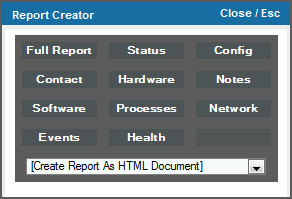 Report Creator Close / Esc
Full Report Status Config
Contact Hardware Notes
Software Processes Network
Events Health
[Create Report As HTML Document]